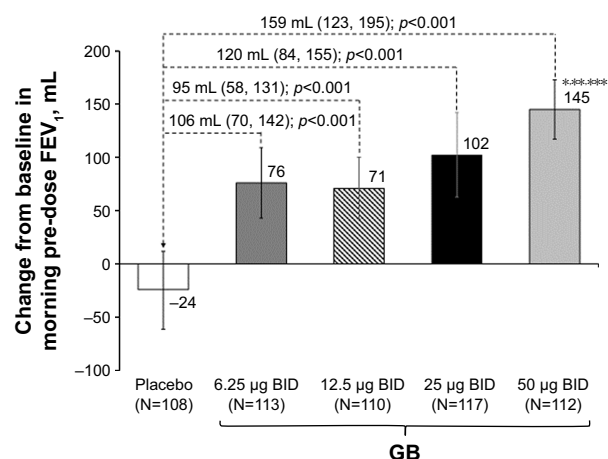 159 mL (123, 195); p<0.001
120 mL (84, 155); p<0.001
95 mL (58, 131); p<0.001
106 mL (70, 142); p<0.001
Change from baseline in
morning pre-dose FEV₁, mL
200
150
100
50
0
–50
–100
–24
76
71
102
145
******
Placebo
(N=108)
6.25 µg BID
(N=113)
12.5 µg BID
(N=110)
25 µg BID
(N=117)
50 µg BID
(N=112)
GB